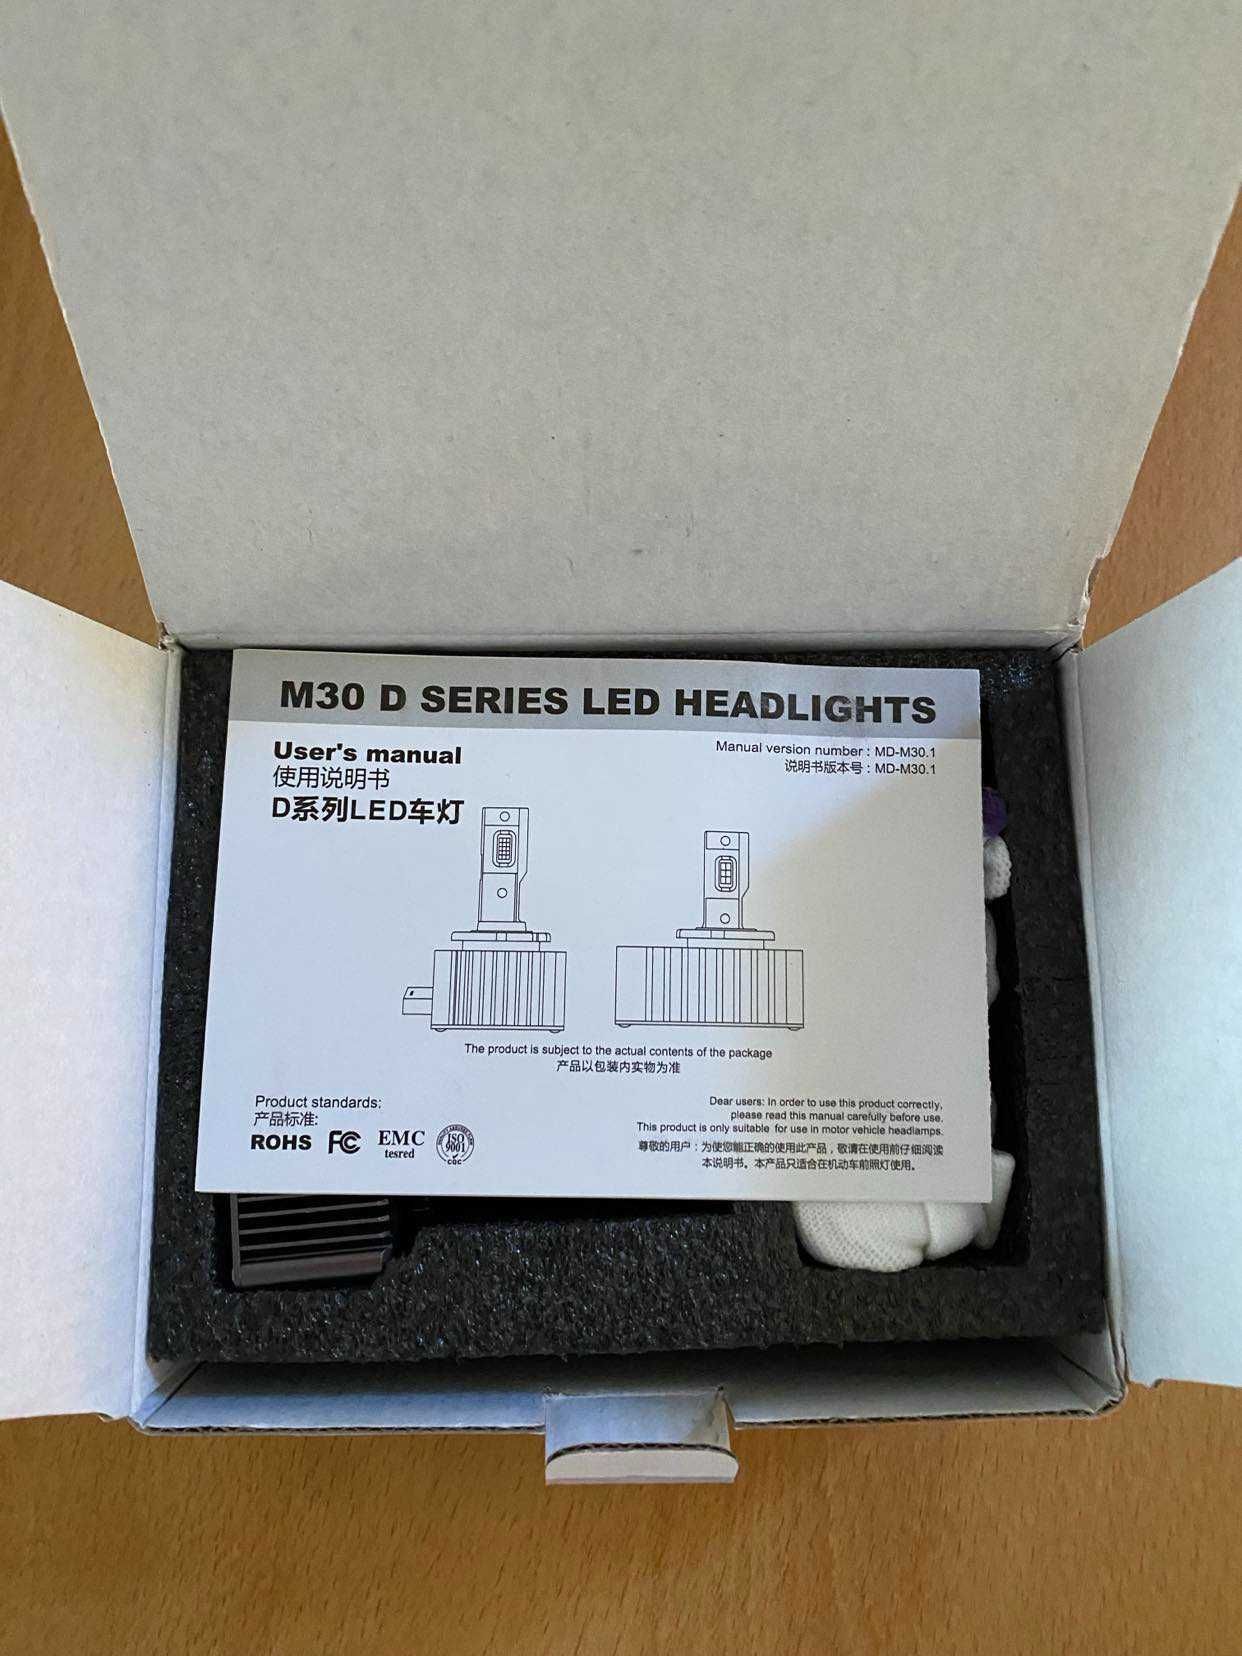 M30 D SERIES LED HEADLIGHTS
User's manual
使用说明书
D系列LED车灯
Manual version number : MD-M30.1
说明书版本号 : MD-M30.1
The product is subject to the actual contents of the package
产品以包装内实物为准
Product standards:
产品标准:
ROHS FC EMC tesred ISO 9001 CQC
Dear users: In order to use this product correctly,
please read this manual carefully before use.
This product is only suitable for use in motor vehicle headlamps.
尊敬的用户 : 为使您能正确的使用此产品，敬请在使用前仔细阅读
本说明书。本产品只适合在机动车前照灯使用。